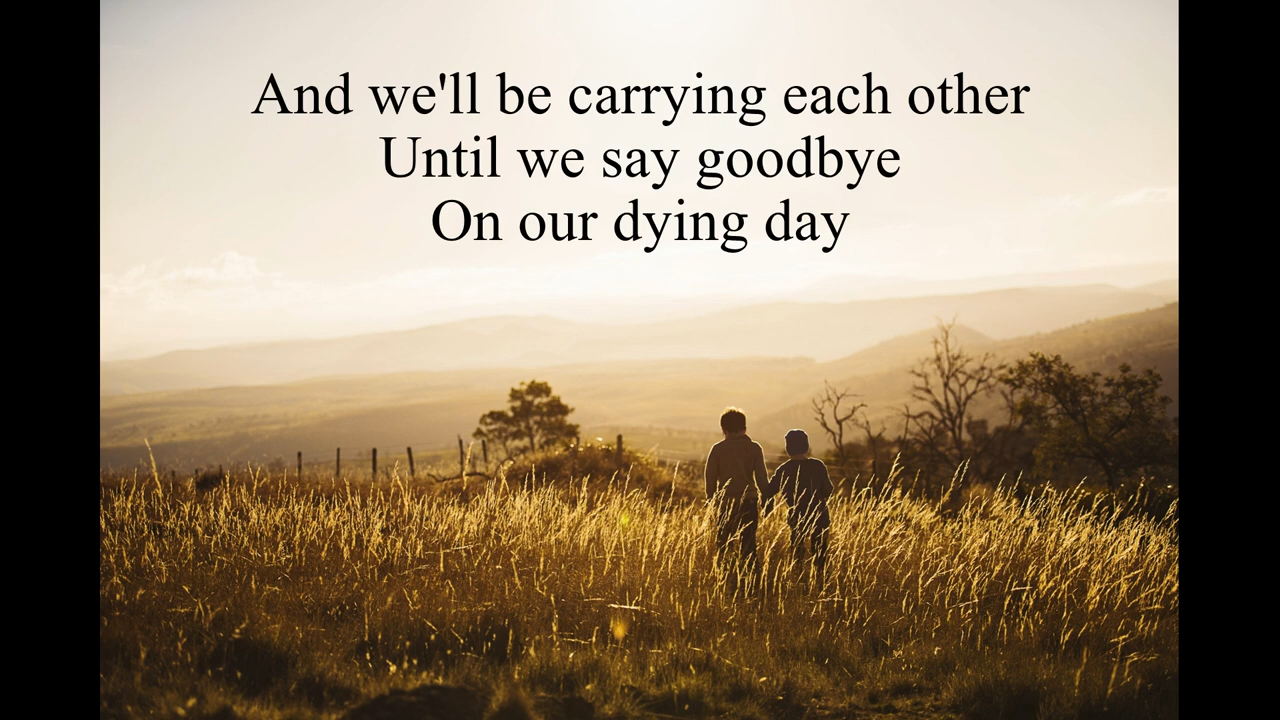 And we'll be carrying each other
Until we say goodbye
On our dying day